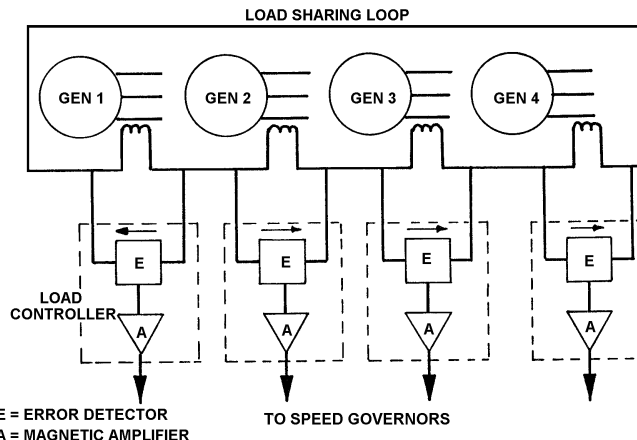 LOAD SHARING LOOP
GEN 1
GEN 2
GEN 3
GEN 4
E
E
E
E
LOAD
CONTROLLER
A
A
A
A
E = ERROR DETECTOR
TO SPEED GOVERNORS
A = MAGNETIC AMPLIFIER